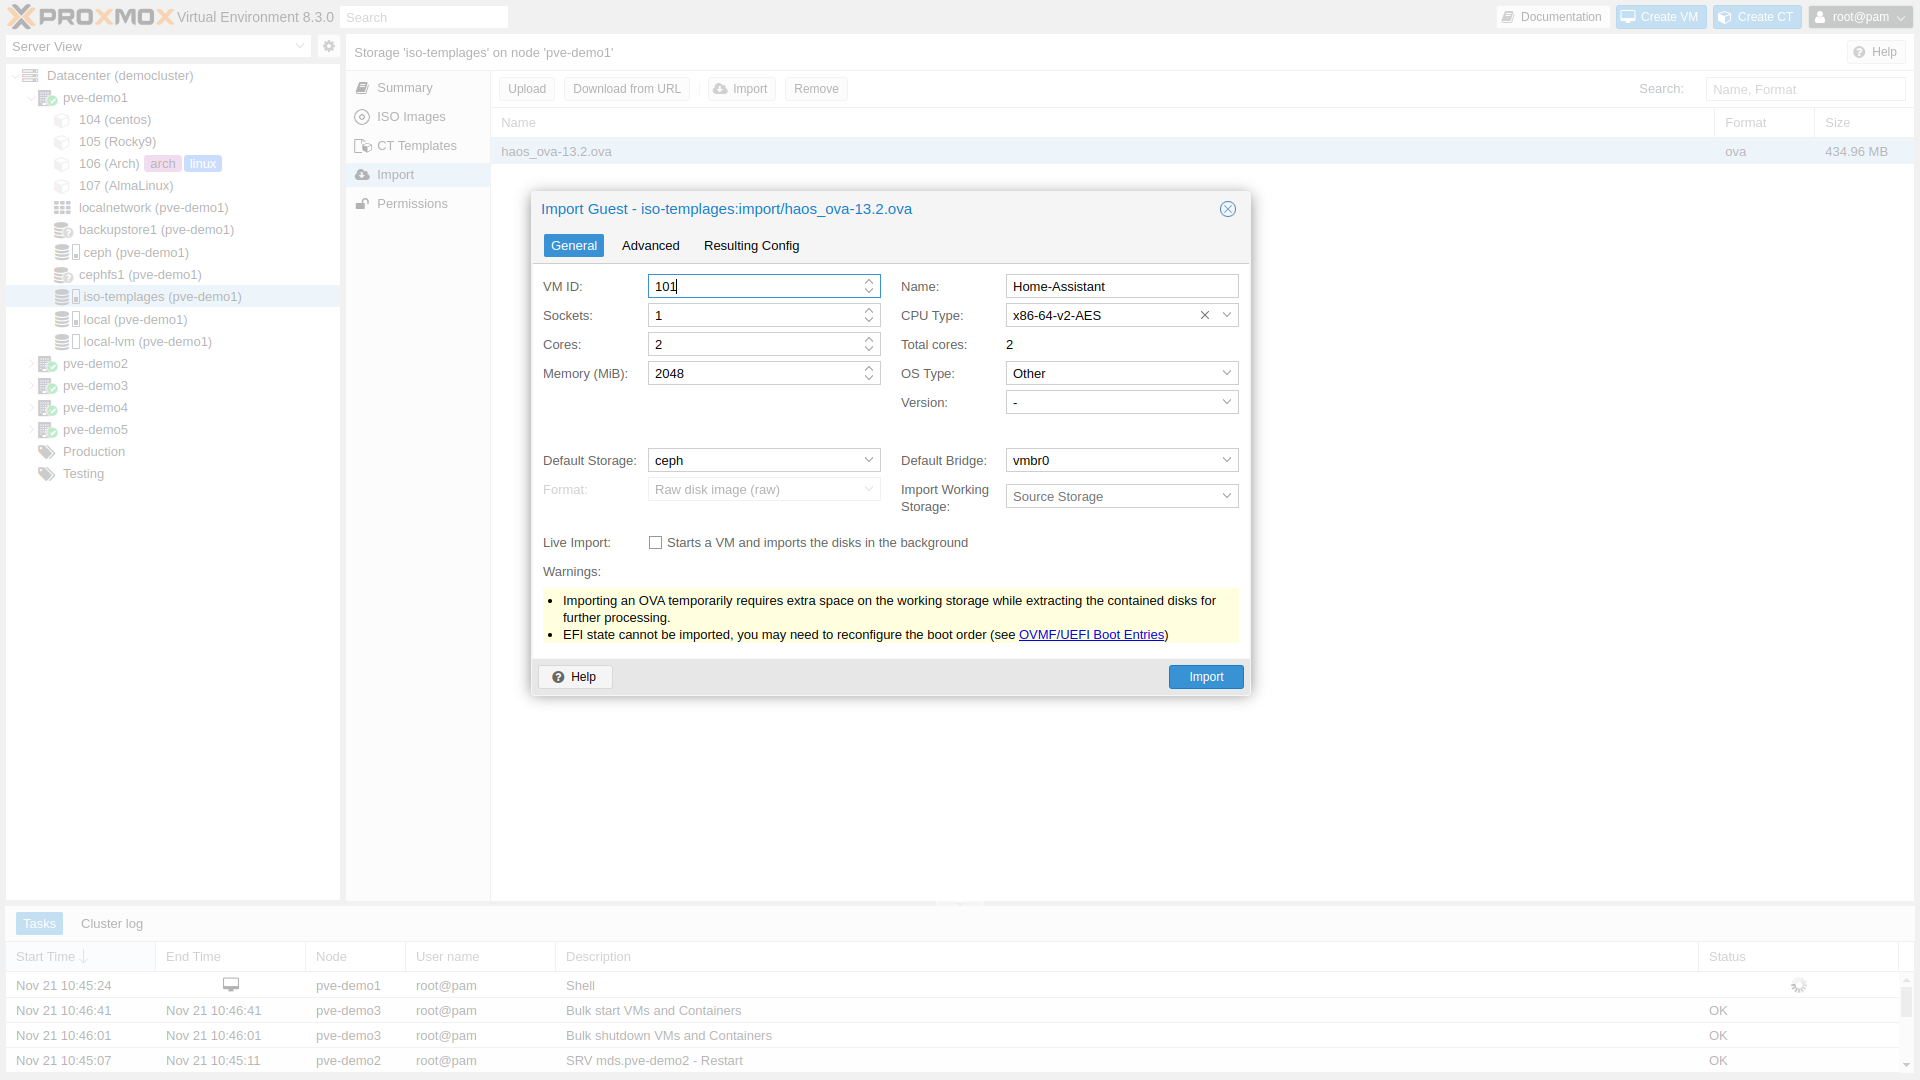 PROXMOX Virtual Environment 8.3.0 Search Documentation Create VM Create CT root@pam
Server View
Datacenter (democluster)
pve-demo1
104 (centos)
105 (Rocky9)
106 (Arch) arch linux
107 (AlmaLinux)
localnetwork (pve-demo1)
backupstore1 (pve-demo1)
ceph (pve-demo1)
cephfs1 (pve-demo1)
iso-templages (pve-demo1)
local (pve-demo1)
local-lvm (pve-demo1)
pve-demo2
pve-demo3
pve-demo4
pve-demo5
Production
Testing
Storage 'iso-templages' on node 'pve-demo1' Help
Summary
ISO Images
CT Templates
Import
Permissions
Upload Download from URL Import Remove Search: Name, Format
Name Format Size
haos_ova-13.2.ova ova 434.96 MB
Import Guest - iso-templages:import/haos_ova-13.2.ova
General Advanced Resulting Config
VM ID: 101 Name: Home-Assistant
Sockets: 1 CPU Type: x86-64-v2-AES
Cores: 2 Total cores: 2
Memory (MiB): 2048 OS Type: Other
Version: -
Default Storage: ceph Default Bridge: vmbr0
Format: Raw disk image (raw) Import Working
Storage: Source Storage
Live Import: Starts a VM and imports the disks in the background
Warnings:
• Importing an OVA temporarily requires extra space on the working storage while extracting the contained disks for
further processing.
• EFI state cannot be imported, you may need to reconfigure the boot order (see OVMF/UEFI Boot Entries)
Help Import
Tasks Cluster log
Start Time End Time Node User name Description Status
Nov 21 10:45:24 pve-demo1 root@pam Shell
Nov 21 10:46:41 Nov 21 10:46:41 pve-demo3 root@pam Bulk start VMs and Containers OK
Nov 21 10:46:01 Nov 21 10:46:01 pve-demo3 root@pam Bulk shutdown VMs and Containers OK
Nov 21 10:45:07 Nov 21 10:45:11 pve-demo2 root@pam SRV mds.pve-demo2 - Restart OK